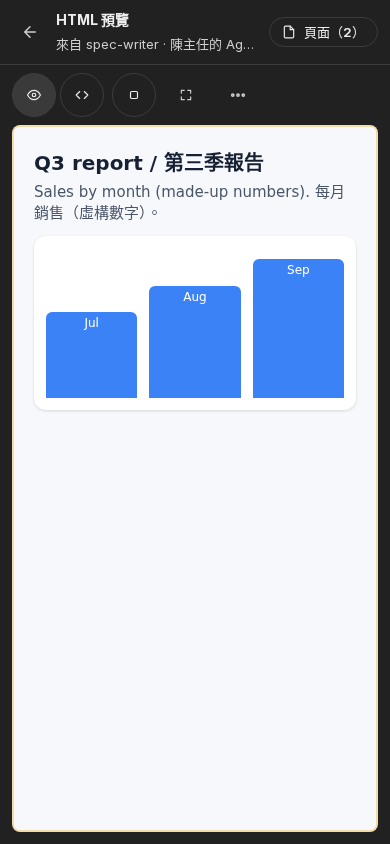 HTML 預覽
來自 spec-writer · 陳主任的 Ag…
頁面（2）
Q3 report / 第三季報告
Sales by month (made-up numbers). 每月
銷售（虛構數字）。
Jul
Aug
Sep